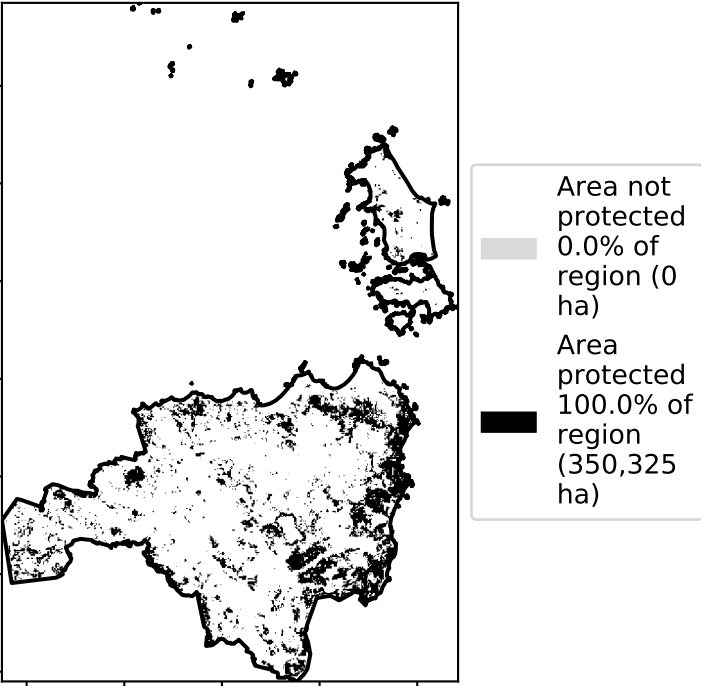 Area not
protected
0.0% of
region (0
ha)
Area
protected
100.0% of
region
(350,325
ha)